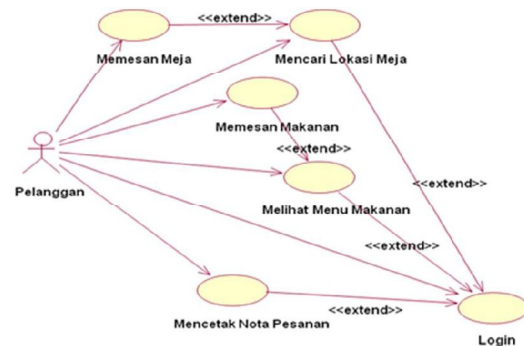 <<extend>>
Memesan Meja
Mencari Lokasi Meja
Memesan Makanan
<<extend>>
Pelanggan
Melihat Menu Makanan
<<extend>>
<<extend>>
Mencetak Nota Pesanan
<<extend>>
Login